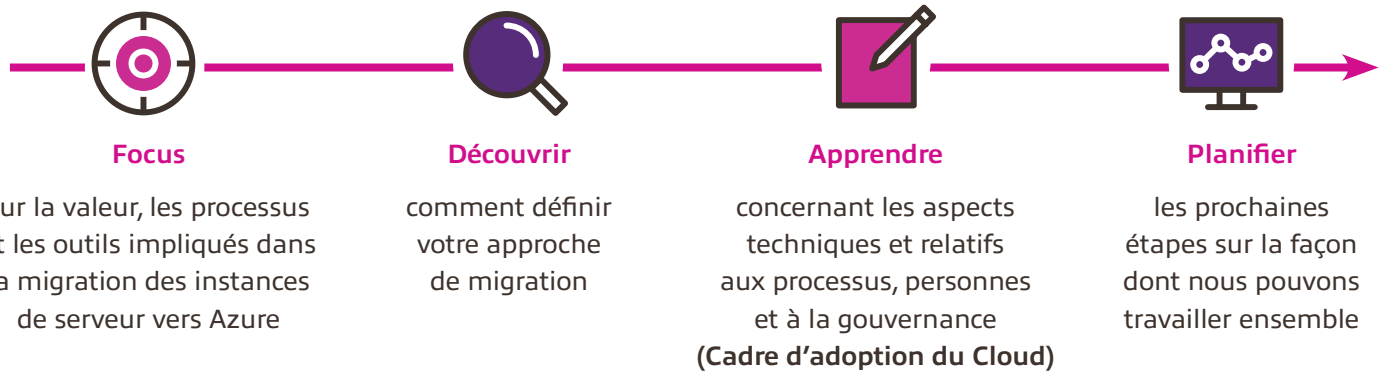 Focus
ur la valeur, les processus
t les outils impliqués dans
a migration des instances
de serveur vers Azure
Découvrir
comment définir
votre approche
de migration
Apprendre
concernant les aspects
techniques et relatifs
aux processus, personnes
et à la gouvernance
(Cadre d’adoption du Cloud)
Planifier
les prochaines
étapes sur la façon
dont nous pouvons
travailler ensemble